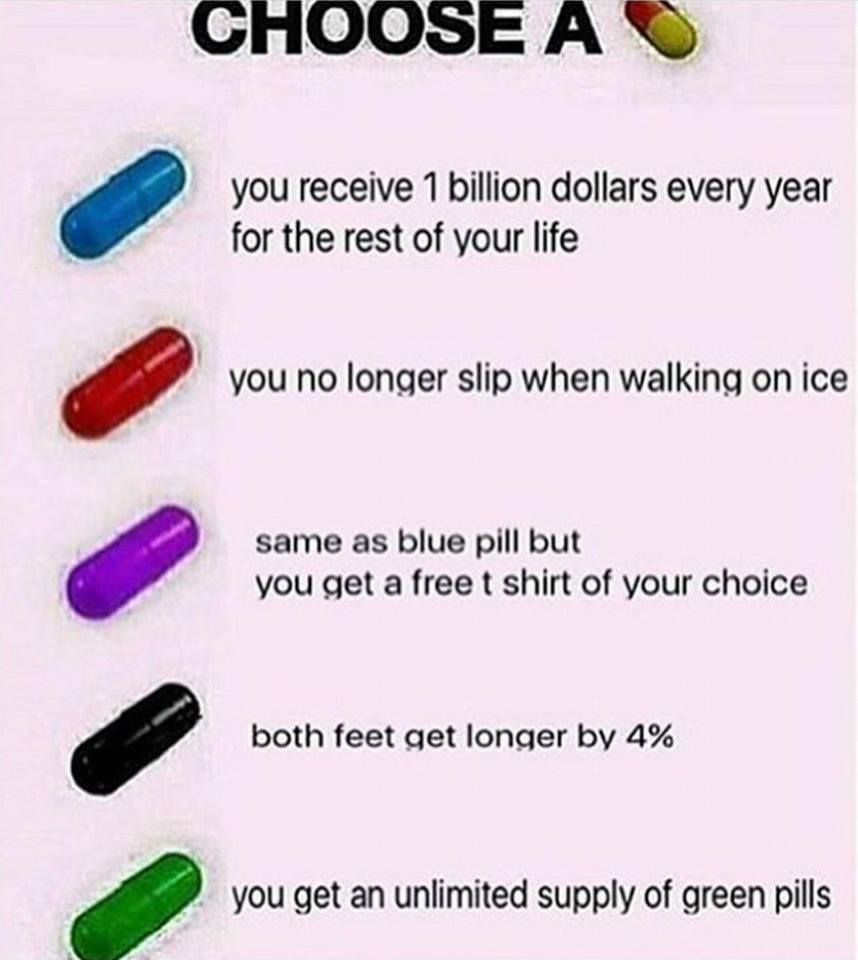 CHOOSE A
you receive 1 billion dollars every year
for the rest of your life
you no longer slip when walking on ice
same as blue pill but
you get a free t shirt of your choice
both feet get longer by 4%
you get an unlimited supply of green pills